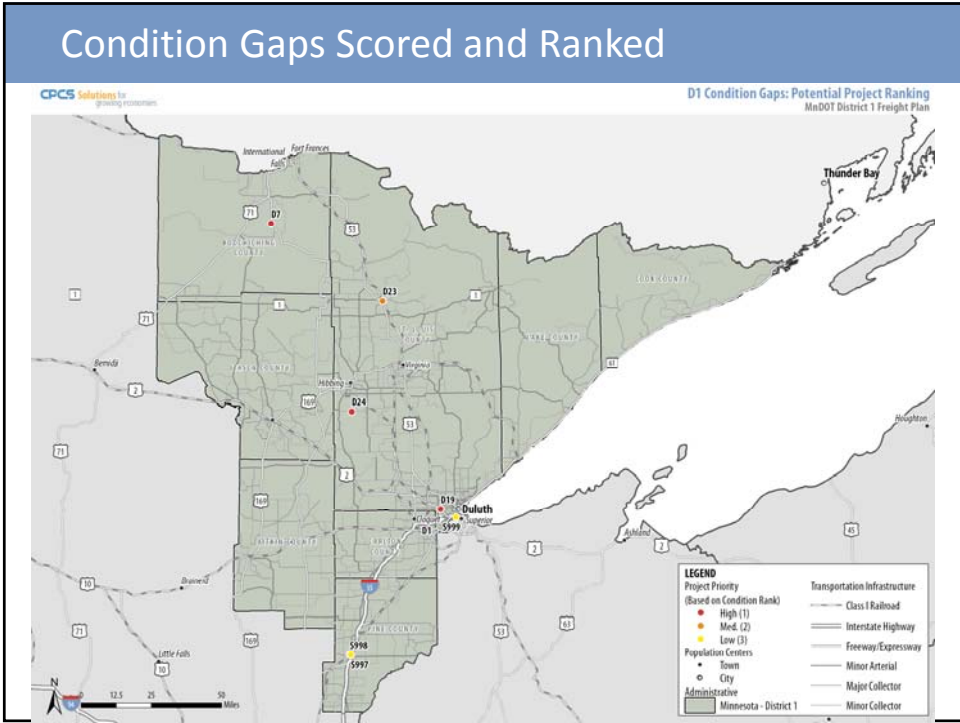 Condition Gaps Scored and Ranked
CPCS Solutions for
growing economies
D1 Condition Gaps: Potential Project Ranking
MnDOT District 1 Freight Plan
International Fort Frances
Falls
Thunder Bay
D7
71
53
KOOCHICHING
COUNTY
COOK COUNTY
D23
1
1
1
71
ST LOUIS
COUNTY
LAKE COUNTY
61
Bemidji
ITASCA COUNTY
Virginia
Hibbing
2
169
D24
53
Houghton
71
2
D19
Duluth
169
Cloquet
Superior
D1
S999
AITKIN COUNTY
CARLTON
COUNTY
Ashland
2
2
45
10
Brainerd
35
53
63
PINE COUNTY
71
169
S998
S997
Little Falls
10
N
94
0 12.5 25 50
Miles
LEGEND
Project Priority
(Based on Condition Rank)
High (1)
Med. (2)
Low (3)
Population Centers
Town
City
Administrative
Minnesota - District 1
Transportation Infrastructure
Class I Railroad
Interstate Highway
Freeway/Expressway
Minor Arterial
Major Collector
Minor Collector